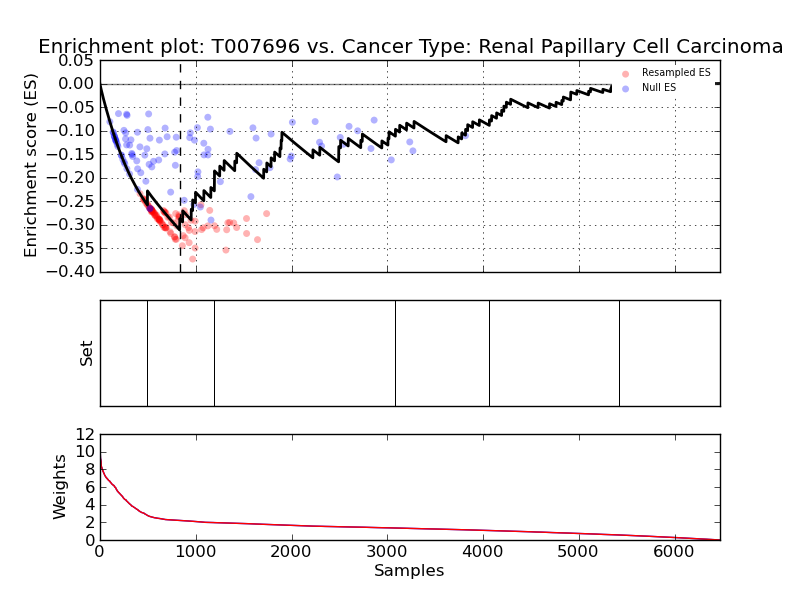 Enrichment plot: T007696 vs. Cancer Type: Renal Papillary Cell Carcinoma
0.05
0.00
−0.05
−0.10
−0.15
−0.20
−0.25
−0.30
−0.35
−0.40
Enrichment score (ES)
Resampled ES
Null ES
Set
12
10
8
6
4
2
0
Weights
0 1000 2000 3000 4000 5000 6000
Samples